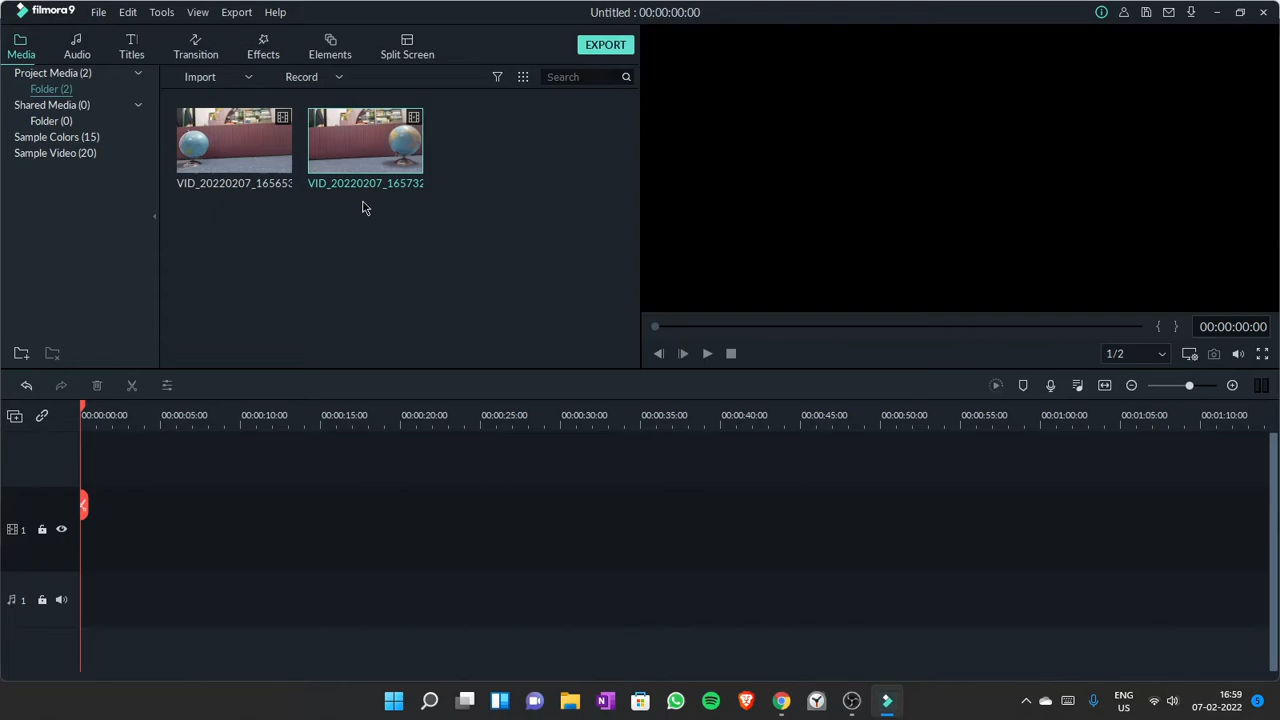 filmora9 File Edit Tools View Export Help Untitled : 00:00:00:00
Media Audio Titles Transition Effects Elements Split Screen EXPORT
Project Media (2) Import Record Search
Folder (2)
Shared Media (0)
Folder (0)
Sample Colors (15)
Sample Video (20)
VID_20220207_165653 VID_20220207_165732
00:00:00:00
1/2
00:00:00:00 00:00:05:00 00:00:10:00 00:00:15:00 00:00:20:00 00:00:25:00 00:00:30:00 00:00:35:00 00:00:40:00 00:00:45:00 00:00:50:00 00:00:55:00 00:01:00:00 00:01:05:00 00:01:10:00
1
1
ENG 16:59
US 07-02-2022 5